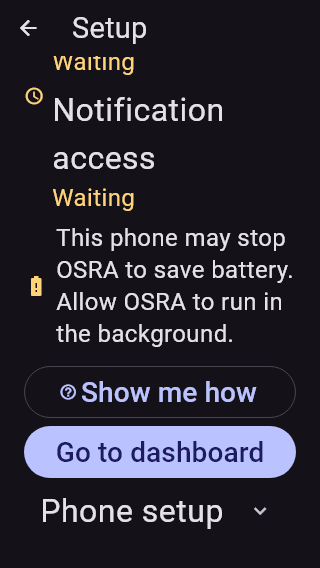 Setup
Waiting
Notification
access
Waiting
This phone may stop
OSRA to save battery.
Allow OSRA to run in
the background.
Show me how
Go to dashboard
Phone setup